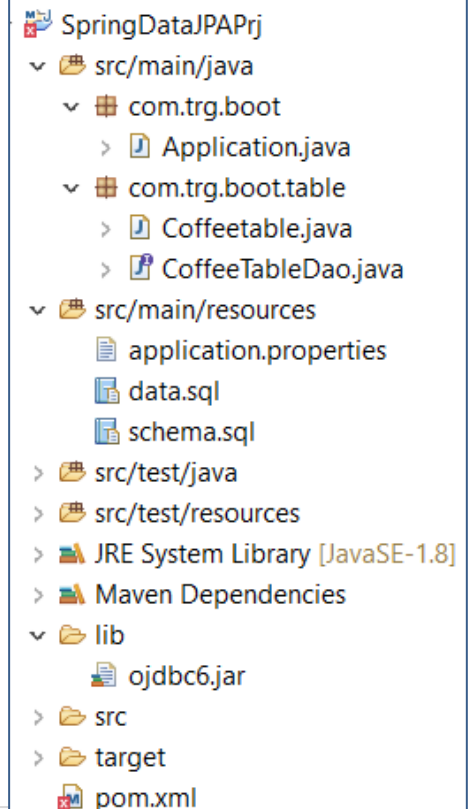 SpringDataJPAPrj
src/main/java
com.trg.boot
Application.java
com.trg.boot.table
Coffeetable.java
CoffeeTableDao.java
src/main/resources
application.properties
data.sql
schema.sql
src/test/java
src/test/resources
JRE System Library [JavaSE-1.8]
Maven Dependencies
lib
ojdbc6.jar
src
target
pom.xml